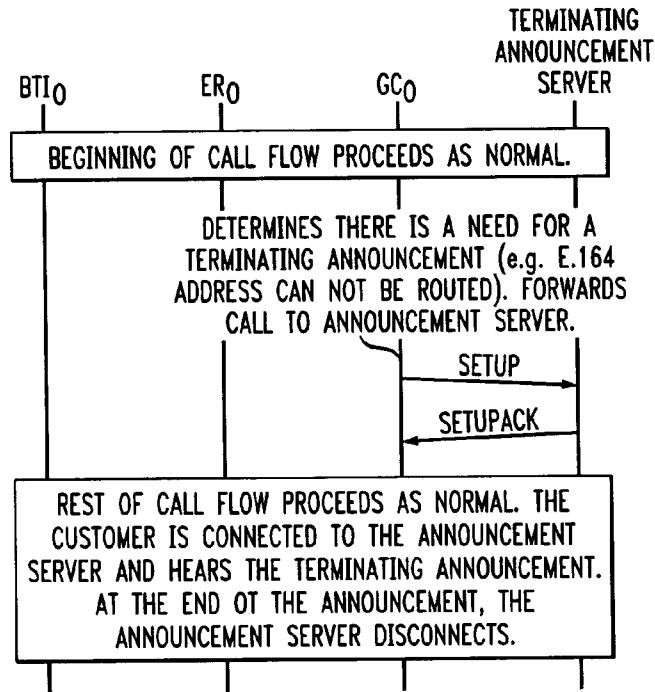 TERMINATING
ANNOUNCEMENT
SERVER
BTIO ERO GCO
BEGINNING OF CALL FLOW PROCEEDS AS NORMAL.
DETERMINES THERE IS A NEED FOR A
TERMINATING ANNOUNCEMENT (e.g. E.164
ADDRESS CAN NOT BE ROUTED). FORWARDS
CALL TO ANNOUNCEMENT SERVER.
SETUP
SETUPACK
REST OF CALL FLOW PROCEEDS AS NORMAL. THE
CUSTOMER IS CONNECTED TO THE ANNOUNCEMENT
SERVER AND HEARS THE TERMINATING ANNOUNCEMENT.
AT THE END OT THE ANNOUNCEMENT, THE
ANNOUNCEMENT SERVER DISCONNECTS.